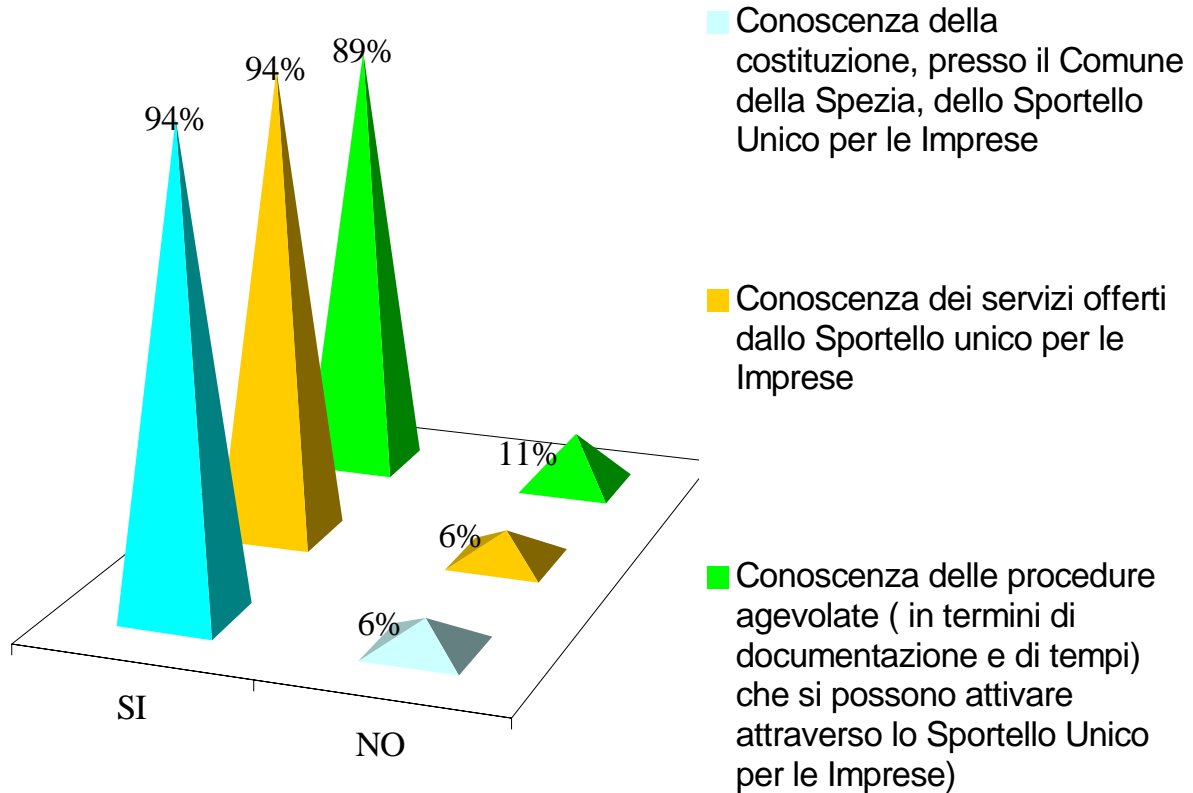 94%
94%
89%
11%
6%
6%
SI
NO
Conoscenza della
costituzione, presso il Comune
della Spezia, dello Sportello
Unico per le Imprese
Conoscenza dei servizi offerti
dallo Sportello unico per le
Imprese
Conoscenza delle procedure
agevolate ( in termini di
documentazione e di tempi)
che si possono attivare
attraverso lo Sportello Unico
per le Imprese)